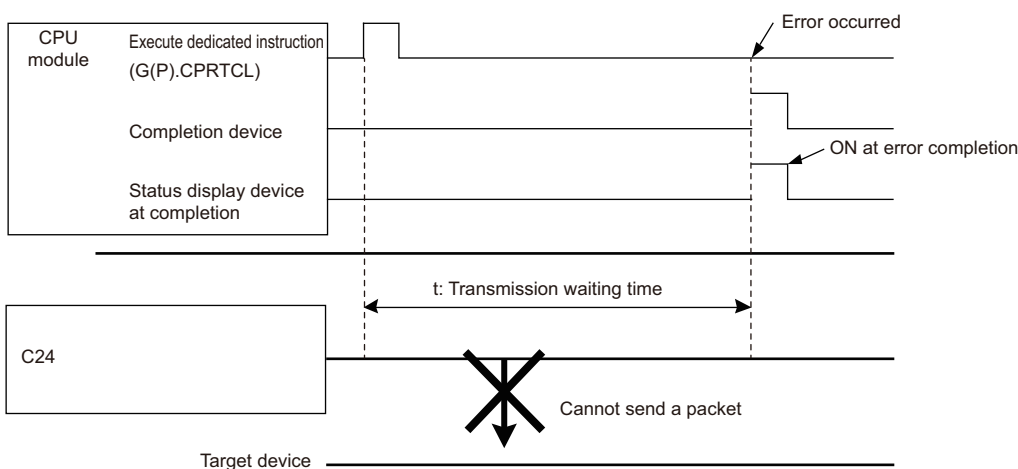 Error occurred
CPU
module
Execute dedicated instruction
(G(P).CPRTCL)
Completion device
ON at error completion
Status display device
at completion
t: Transmission waiting time
C24
Cannot send a packet
Target device